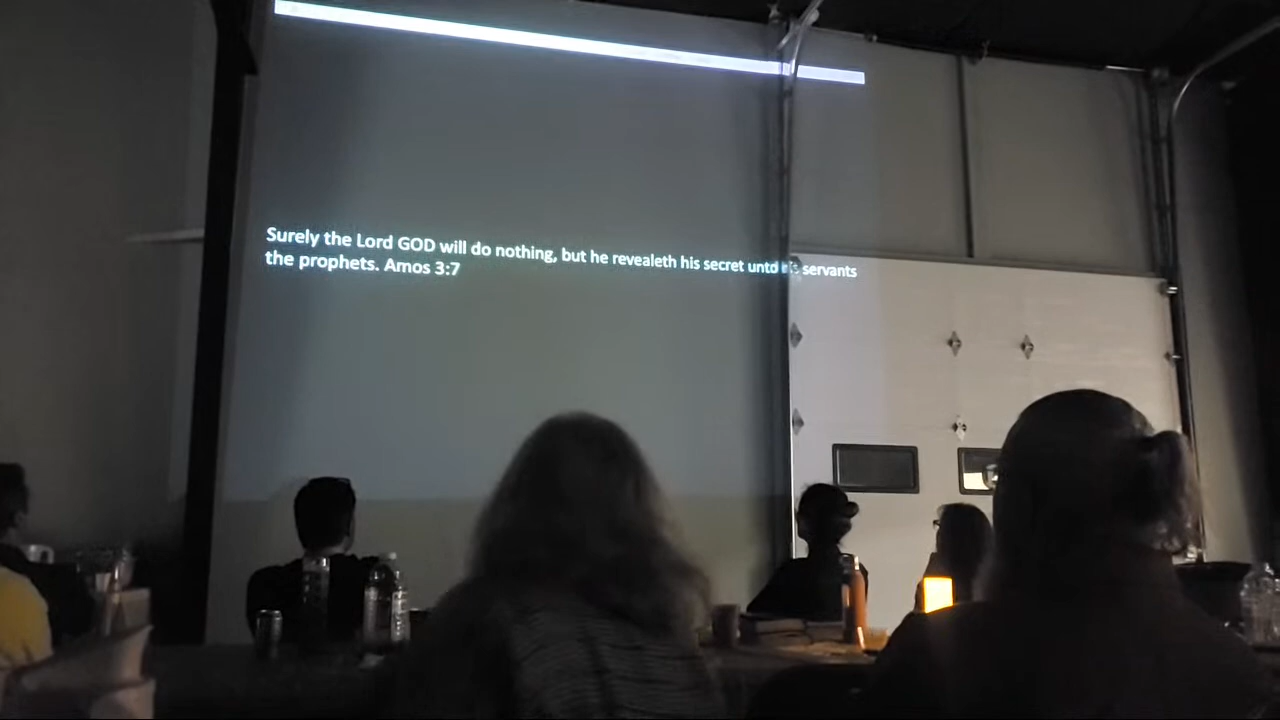 Surely the Lord GOD will do nothing, but he revealeth his secret unto his servants
the prophets. Amos 3:7